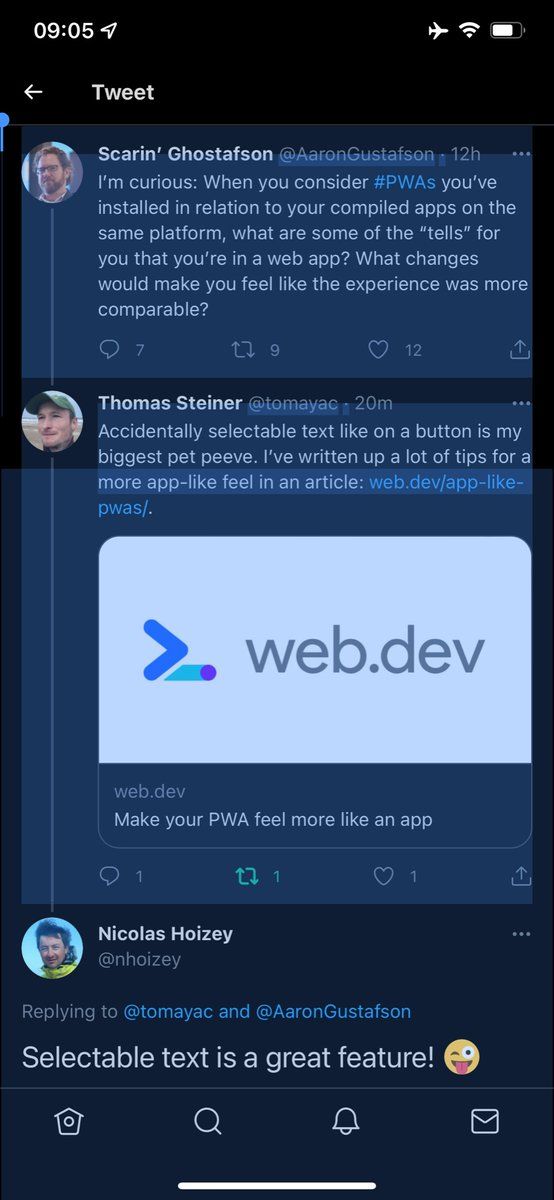 09:05
Tweet
Scarin’ Ghostafson @AaronGustafson · 12h
I’m curious: When you consider #PWAs you’ve
installed in relation to your compiled apps on the
same platform, what are some of the “tells” for
you that you’re in a web app? What changes
would make you feel like the experience was more
comparable?
7 9 12
Thomas Steiner @tomayac · 20m
Accidentally selectable text like on a button is my
biggest pet peeve. I’ve written up a lot of tips for a
more app-like feel in an article: web.dev/app-like-
pwas/.
web.dev
web.dev
Make your PWA feel more like an app
1 1 1
Nicolas Hoizey
@nhoizey
Replying to @tomayac and @AaronGustafson
Selectable text is a great feature! 😜